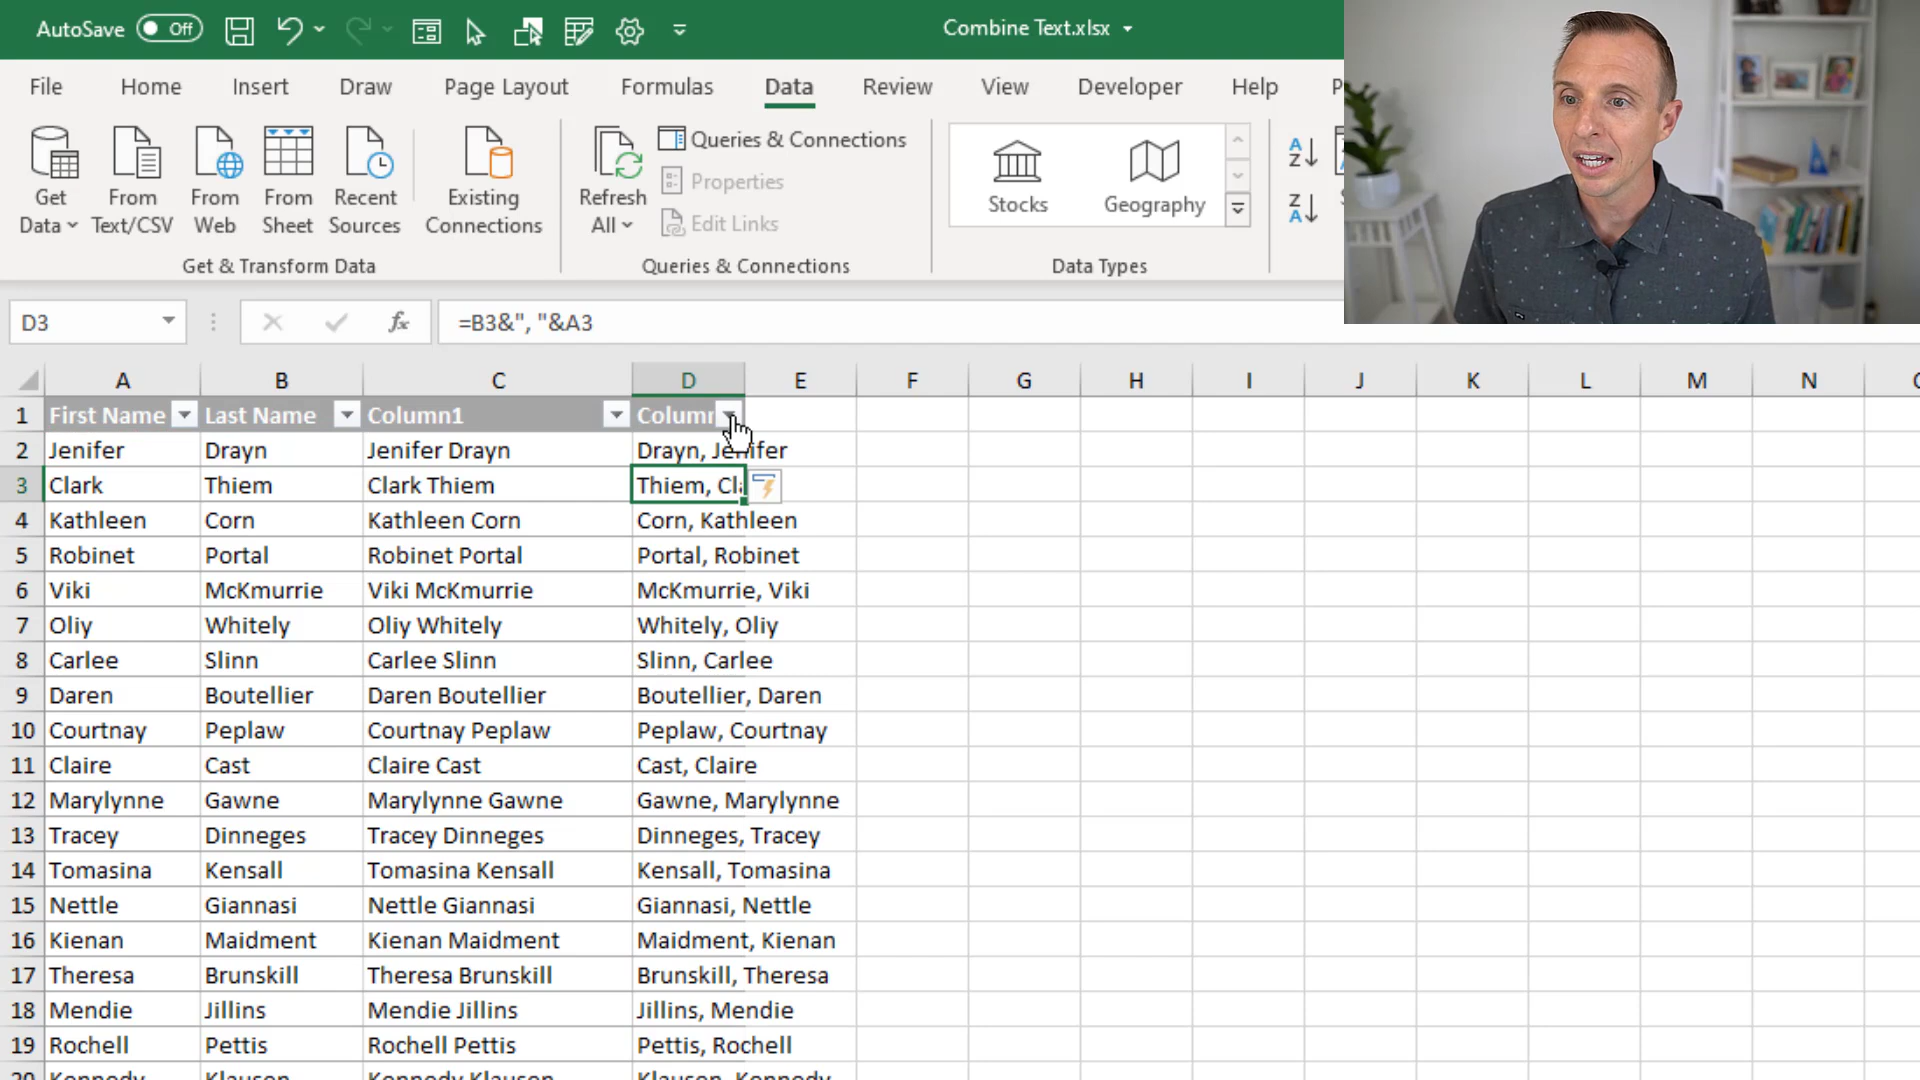 AutoSave Off
Combine Text.xlsx
File Home Insert Draw Page Layout Formulas Data Review View Developer Help
Get Data
From Text/CSV
From Web
From Sheet
Recent Sources
Existing Connections
Get & Transform Data
Refresh All
Queries & Connections
Properties
Edit Links
Queries & Connections
Stocks
Geography
Data Types
D3 fx =B3&", "&A3
A B C D E F G H I J K L M N
1 First Name Last Name Column1
2 Jenifer Drayn Jenifer Drayn Drayn, Jenifer
3 Clark Thiem Clark Thiem Thiem, Cla
4 Kathleen Corn Kathleen Corn Corn, Kathleen
5 Robinet Portal Robinet Portal Portal, Robinet
6 Viki McKmurrie Viki McKmurrie McKmurrie, Viki
7 Oliy Whitely Oliy Whitely Whitely, Oliy
8 Carlee Slinn Carlee Slinn Slinn, Carlee
9 Daren Boutellier Daren Boutellier Boutellier, Daren
10 Courtnay Peplaw Courtnay Peplaw Peplaw, Courtnay
11 Claire Cast Claire Cast Cast, Claire
12 Marylynne Gawne Marylynne Gawne Gawne, Marylynne
13 Tracey Dinneges Tracey Dinneges Dinneges, Tracey
14 Tomasina Kensall Tomasina Kensall Kensall, Tomasina
15 Nettle Giannasi Nettle Giannasi Giannasi, Nettle
16 Kienan Maidment Kienan Maidment Maidment, Kienan
17 Theresa Brunskill Theresa Brunskill Brunskill, Theresa
18 Mendie Jillins Mendie Jillins Jillins, Mendie
19 Rochell Pettis Rochell Pettis Pettis, Rochell